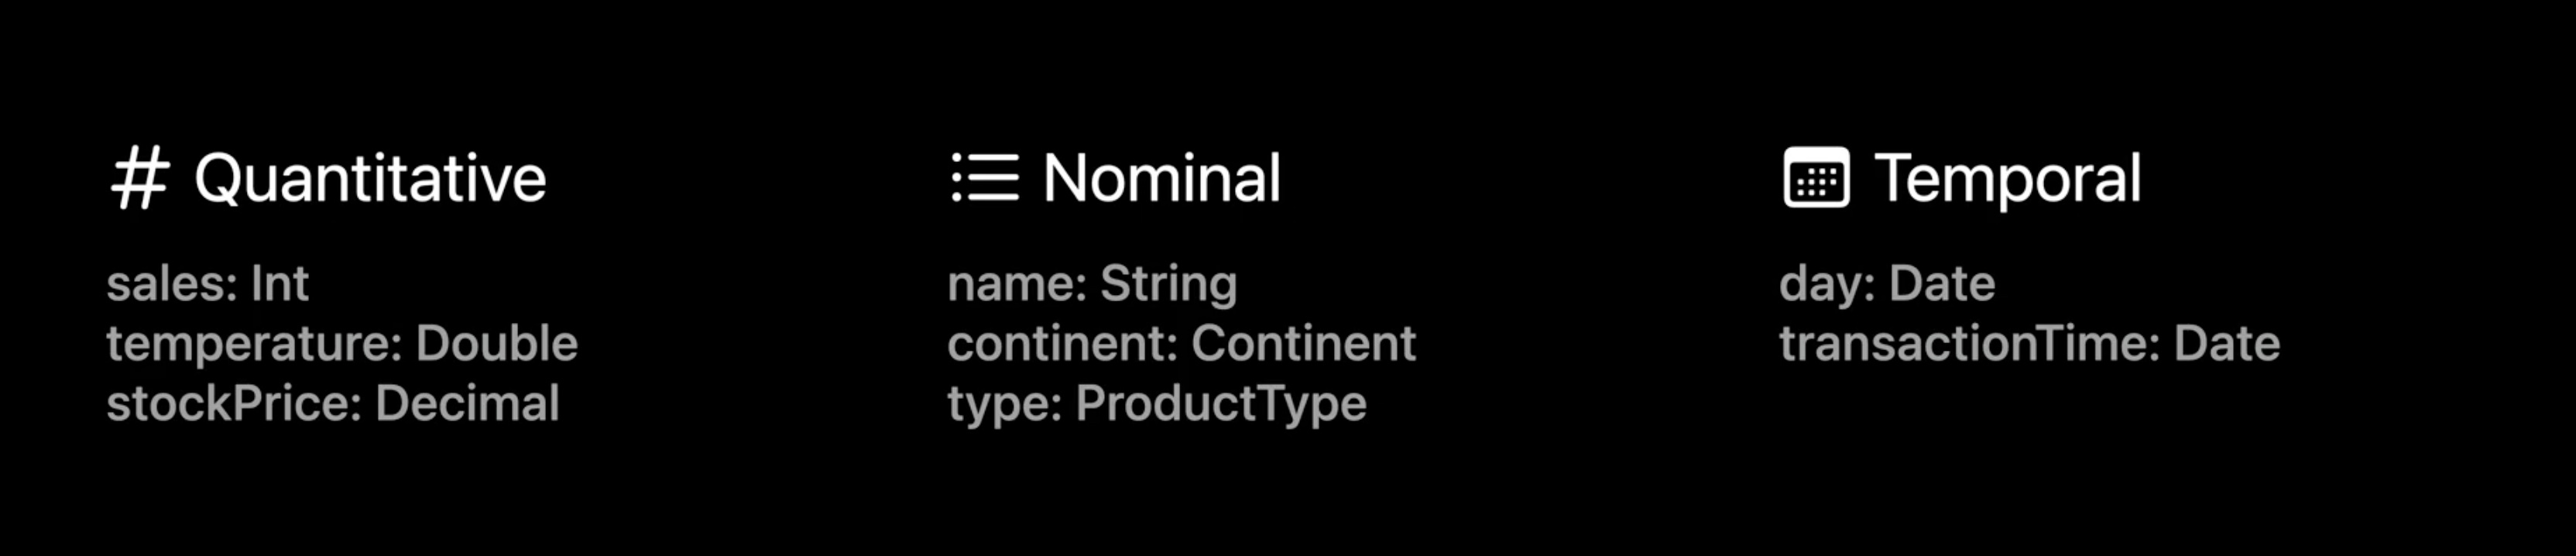 # Quantitative
sales: Int
temperature: Double
stockPrice: Decimal
Nominal
name: String
continent: Continent
type: ProductType
Temporal
day: Date
transactionTime: Date